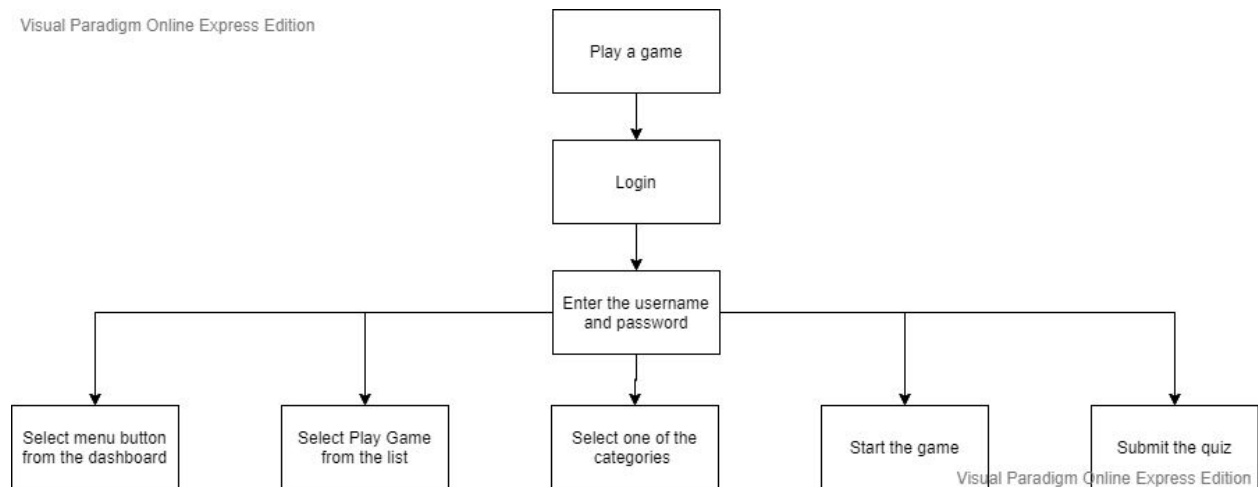 Visual Paradigm Online Express Edition
Play a game
Login
Enter the username
and password
Select menu button
from the dashboard
Select Play Game
from the list
Select one of the
categories
Start the game
Submit the quiz
Visual Paradigm Online Express Edition